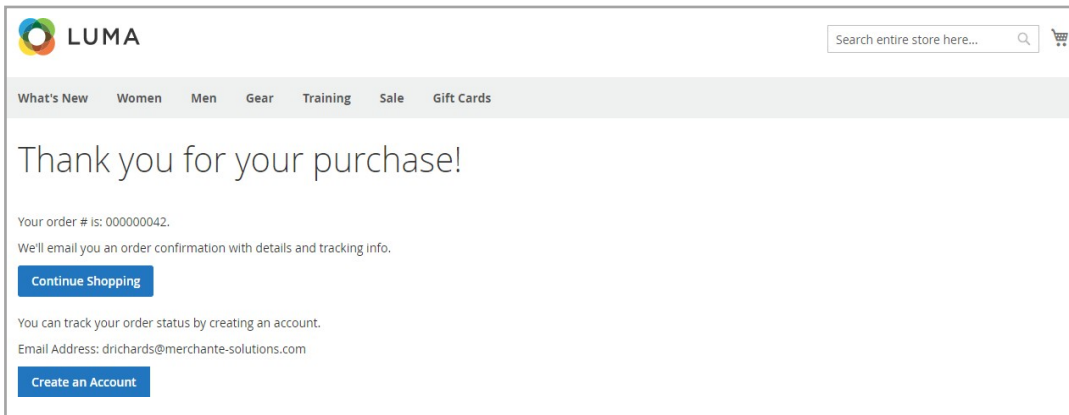 LUMA
Search entire store here...
What's New Women Men Gear Training Sale Gift Cards
Thank you for your purchase!
Your order # is: 000000042.
We'll email you an order confirmation with details and tracking info.
Continue Shopping
You can track your order status by creating an account.
Email Address: drichards@merchante-solutions.com
Create an Account